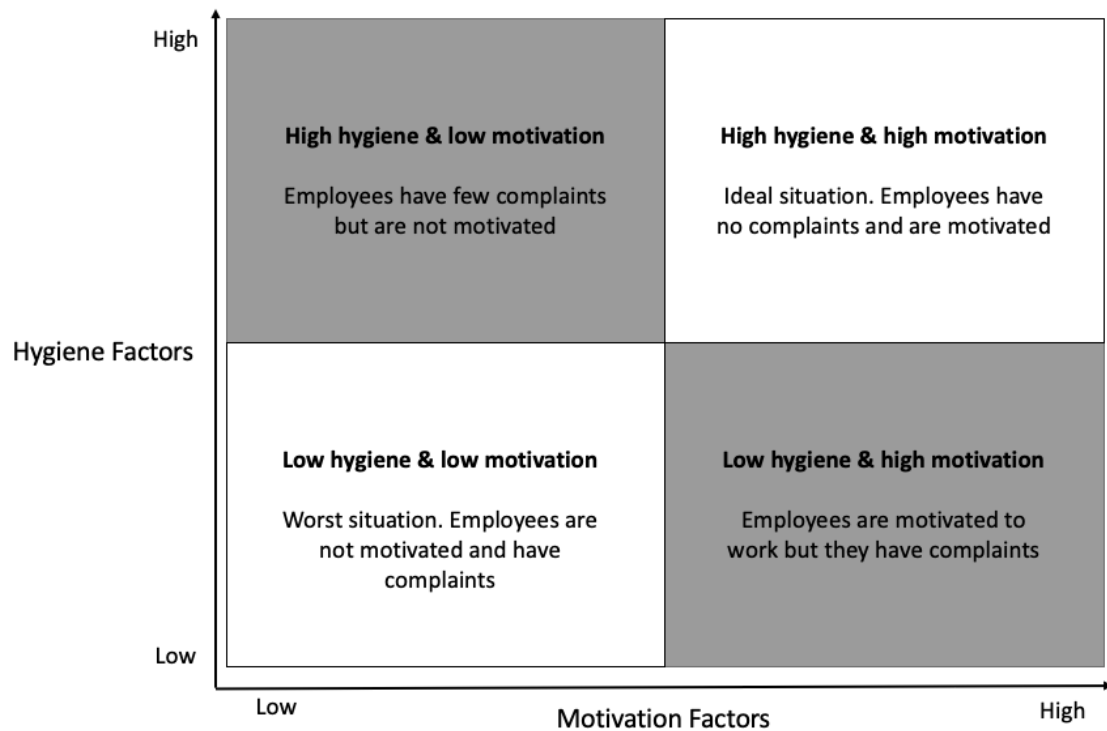 High
High hygiene & low motivation
Employees have few complaints
but are not motivated
High hygiene & high motivation
Ideal situation. Employees have
no complaints and are motivated
Hygiene Factors
Low hygiene & low motivation
Worst situation. Employees are
not motivated and have
complaints
Low hygiene & high motivation
Employees are motivated to
work but they have complaints
Low
Low
Motivation Factors
High